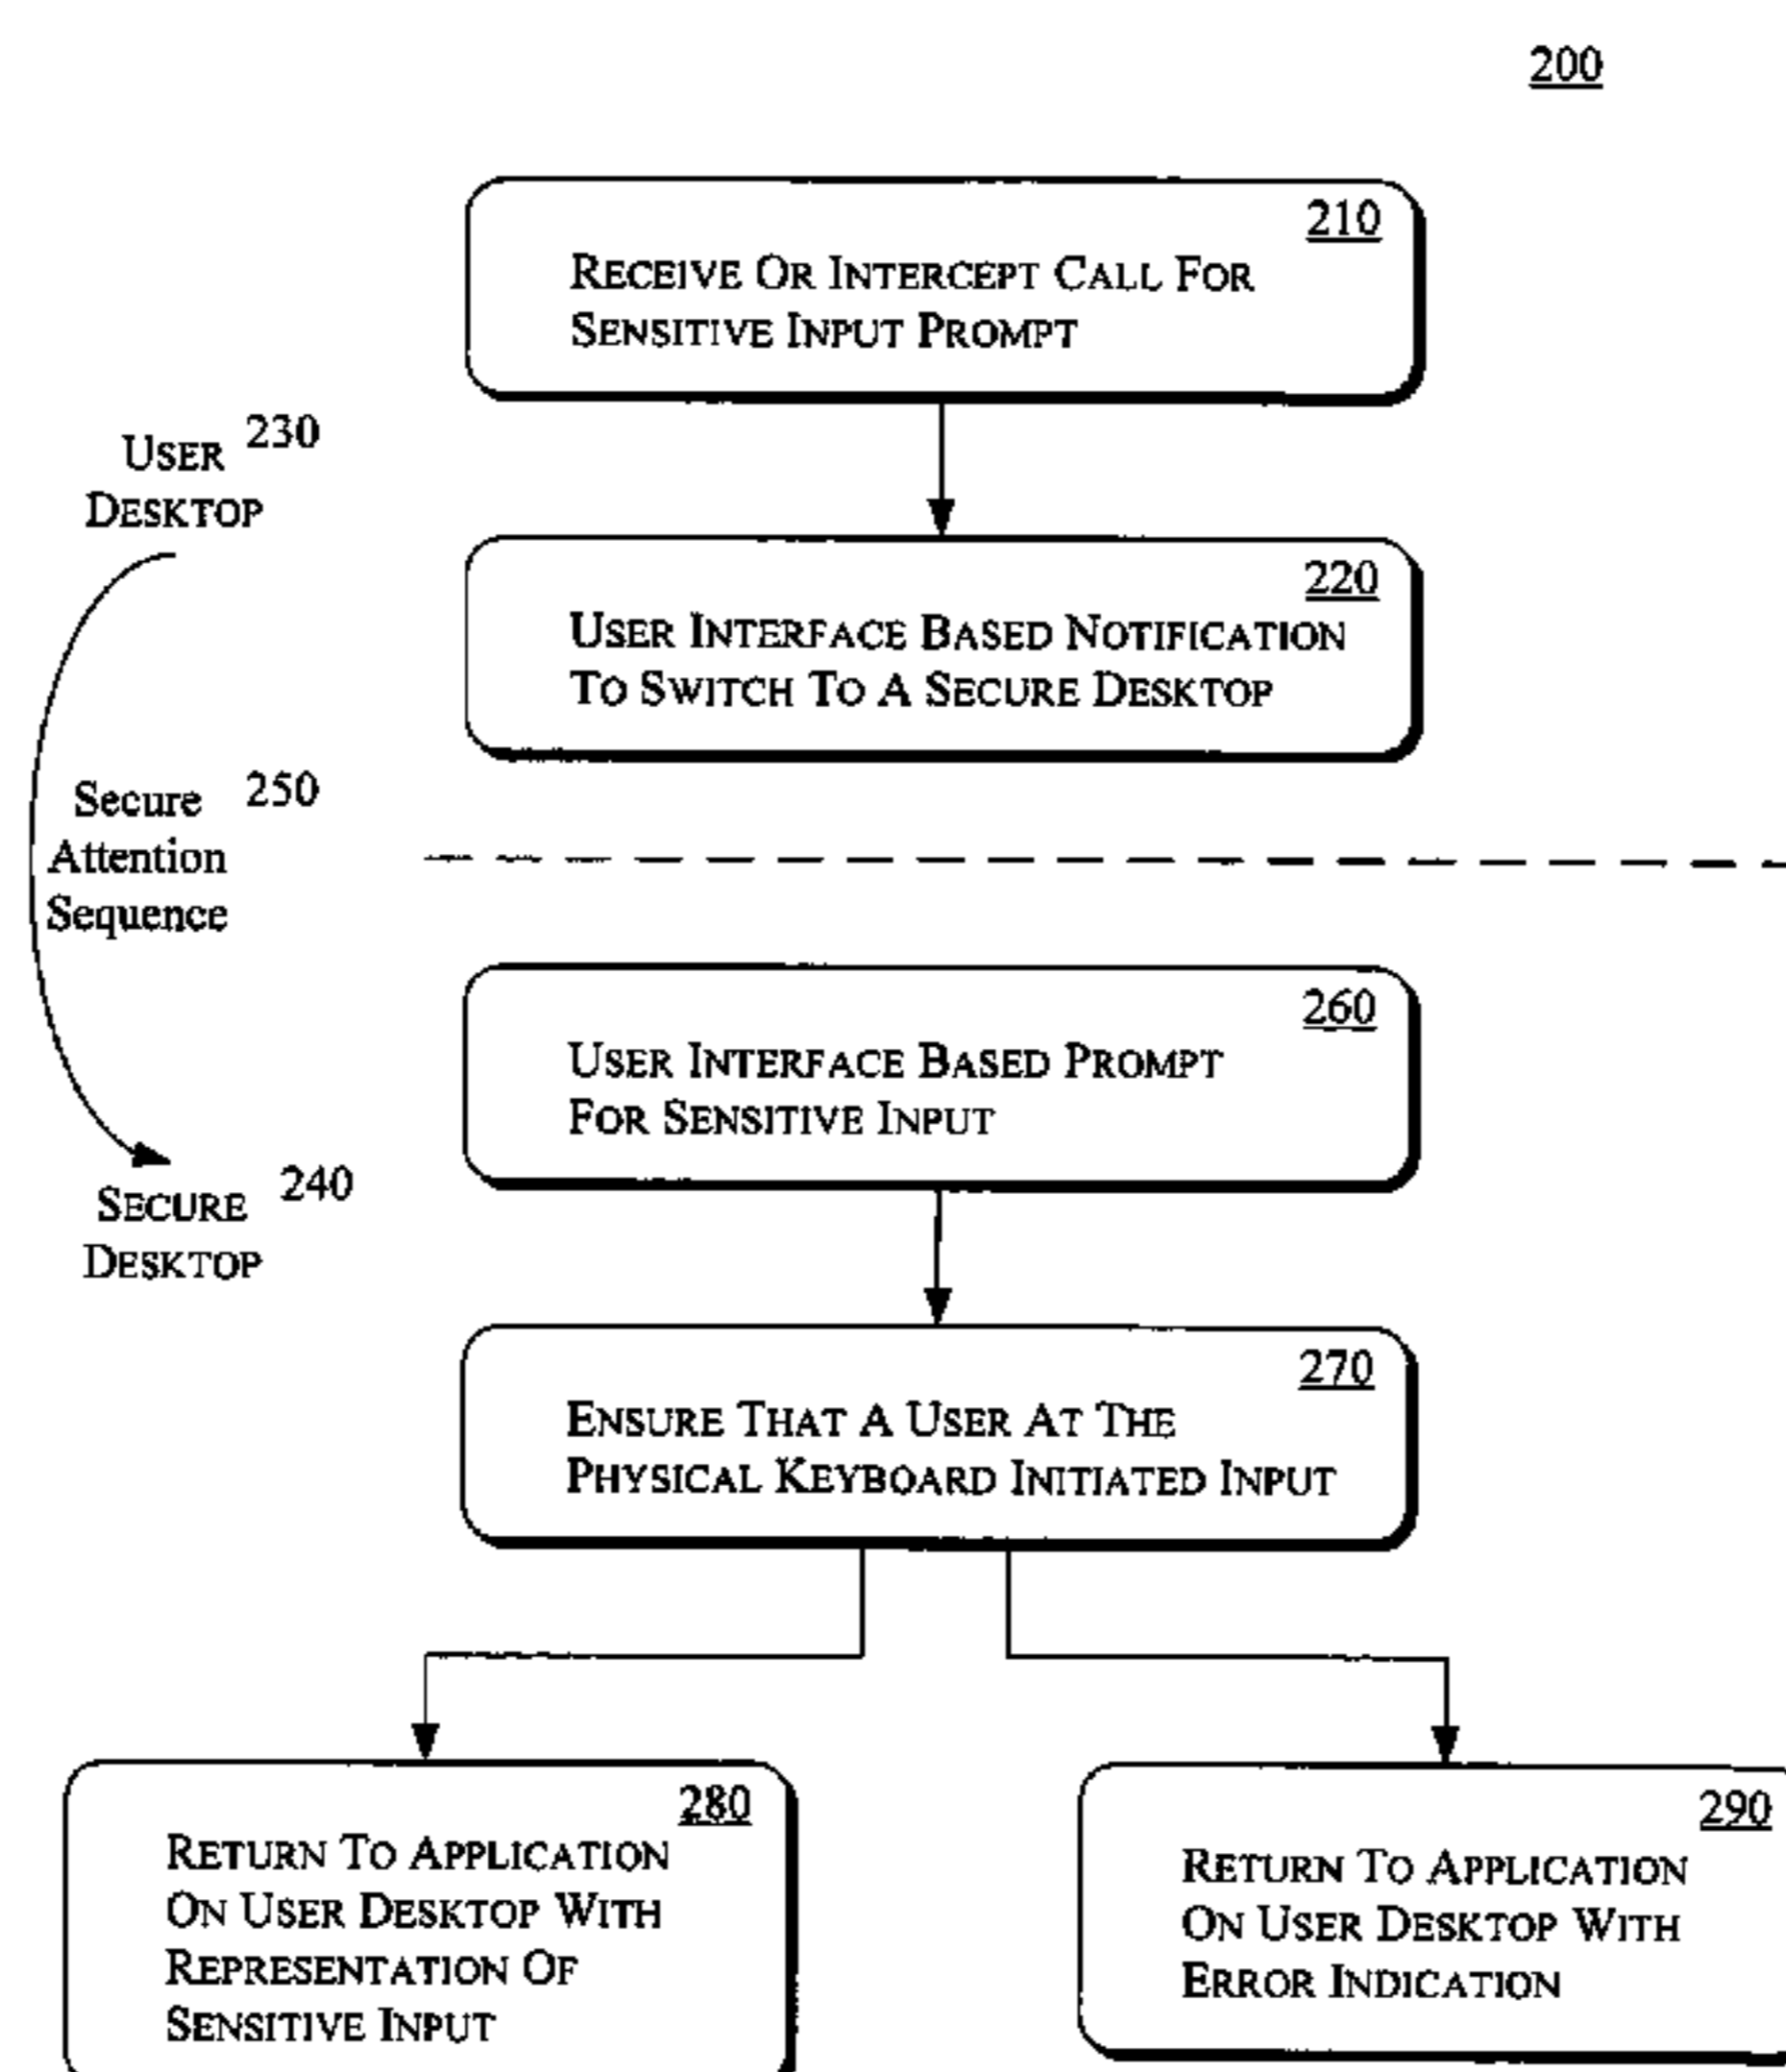 200
210
Receive Or Intercept Call For
Sensitive Input Prompt
User 230
Desktop
220
User Interface Based Notification
To Switch To A Secure Desktop
Secure 250
Attention
Sequence
260
User Interface Based Prompt
For Sensitive Input
Secure 240
Desktop
270
Ensure That A User At The
Physical Keyboard Initiated Input
280
Return To Application
On User Desktop With
Representation Of
Sensitive Input
290
Return To Application
On User Desktop With
Error Indication